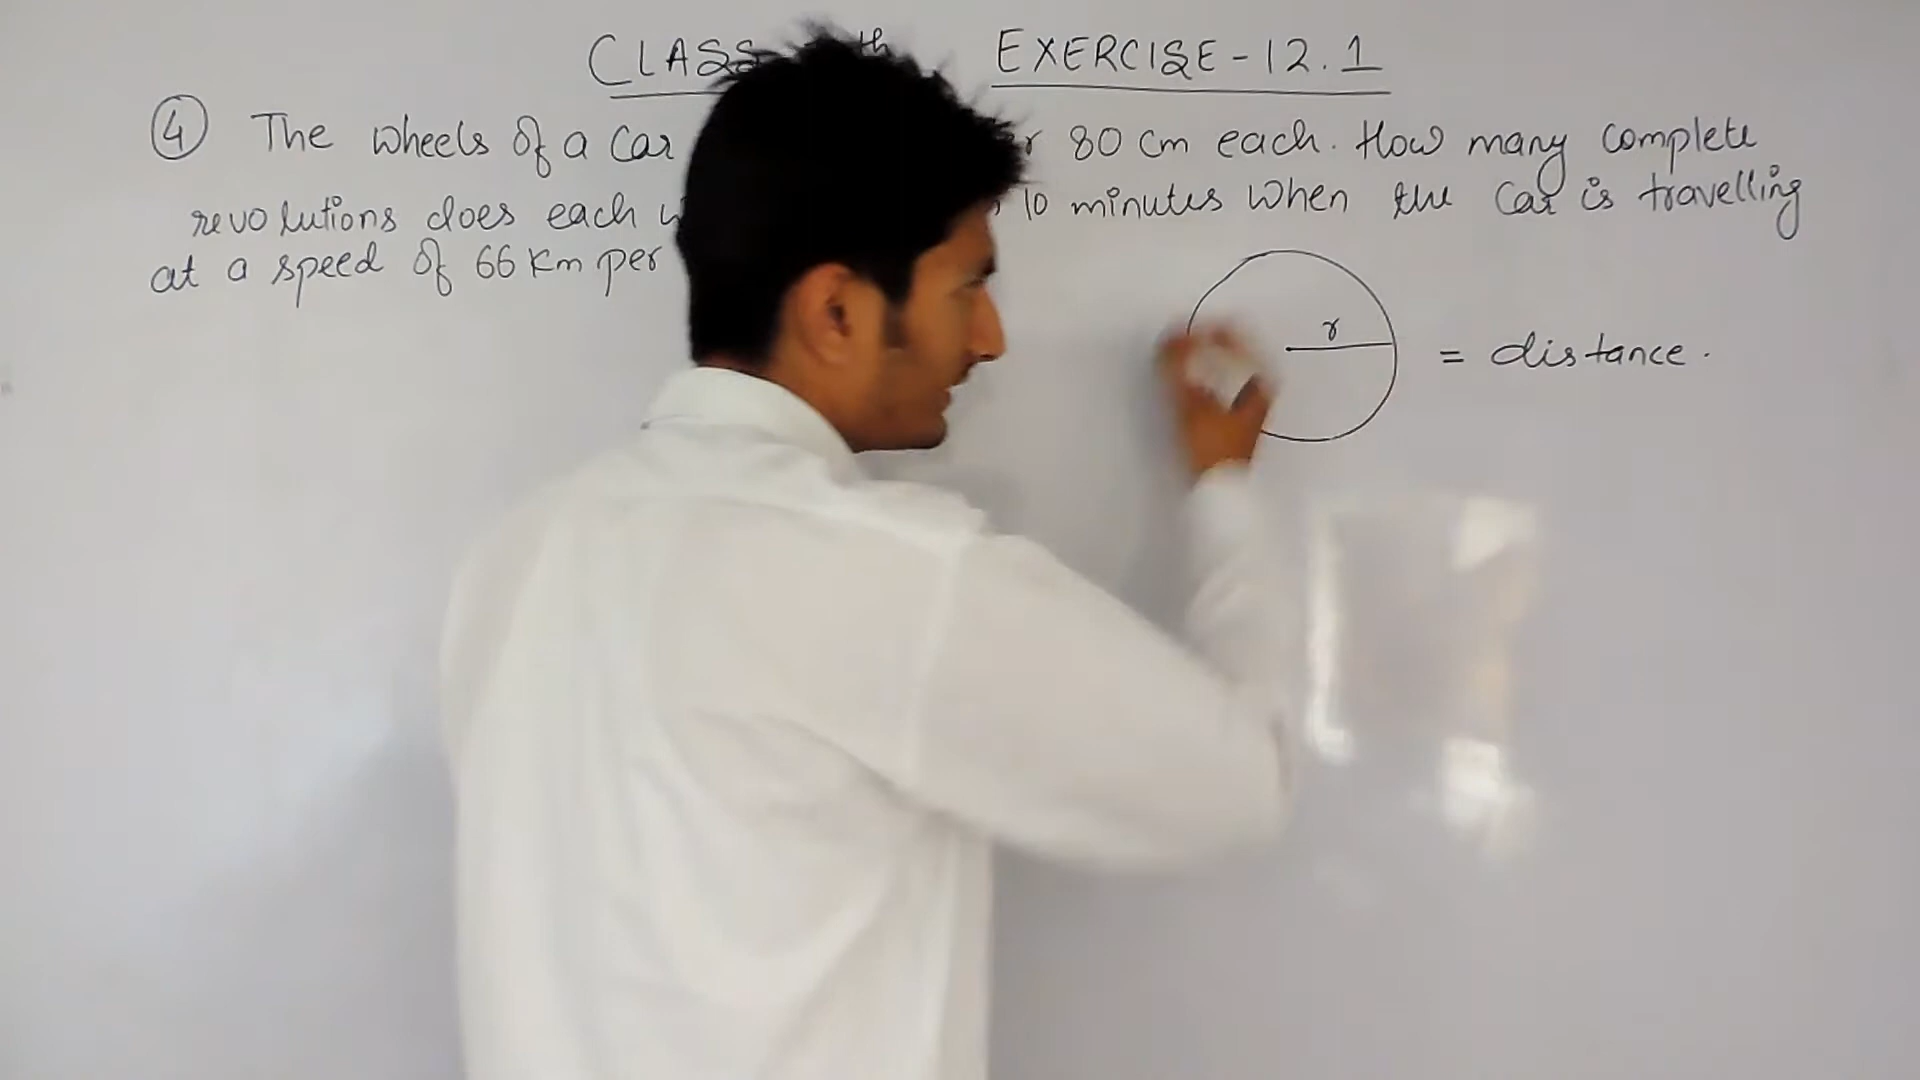 CLASS th EXERCISE-12.1
④ The wheels of a car 80 cm each. How many complete
revolutions does each 10 minutes when the car is travelling
at a speed of 66 km per
r
= distance.